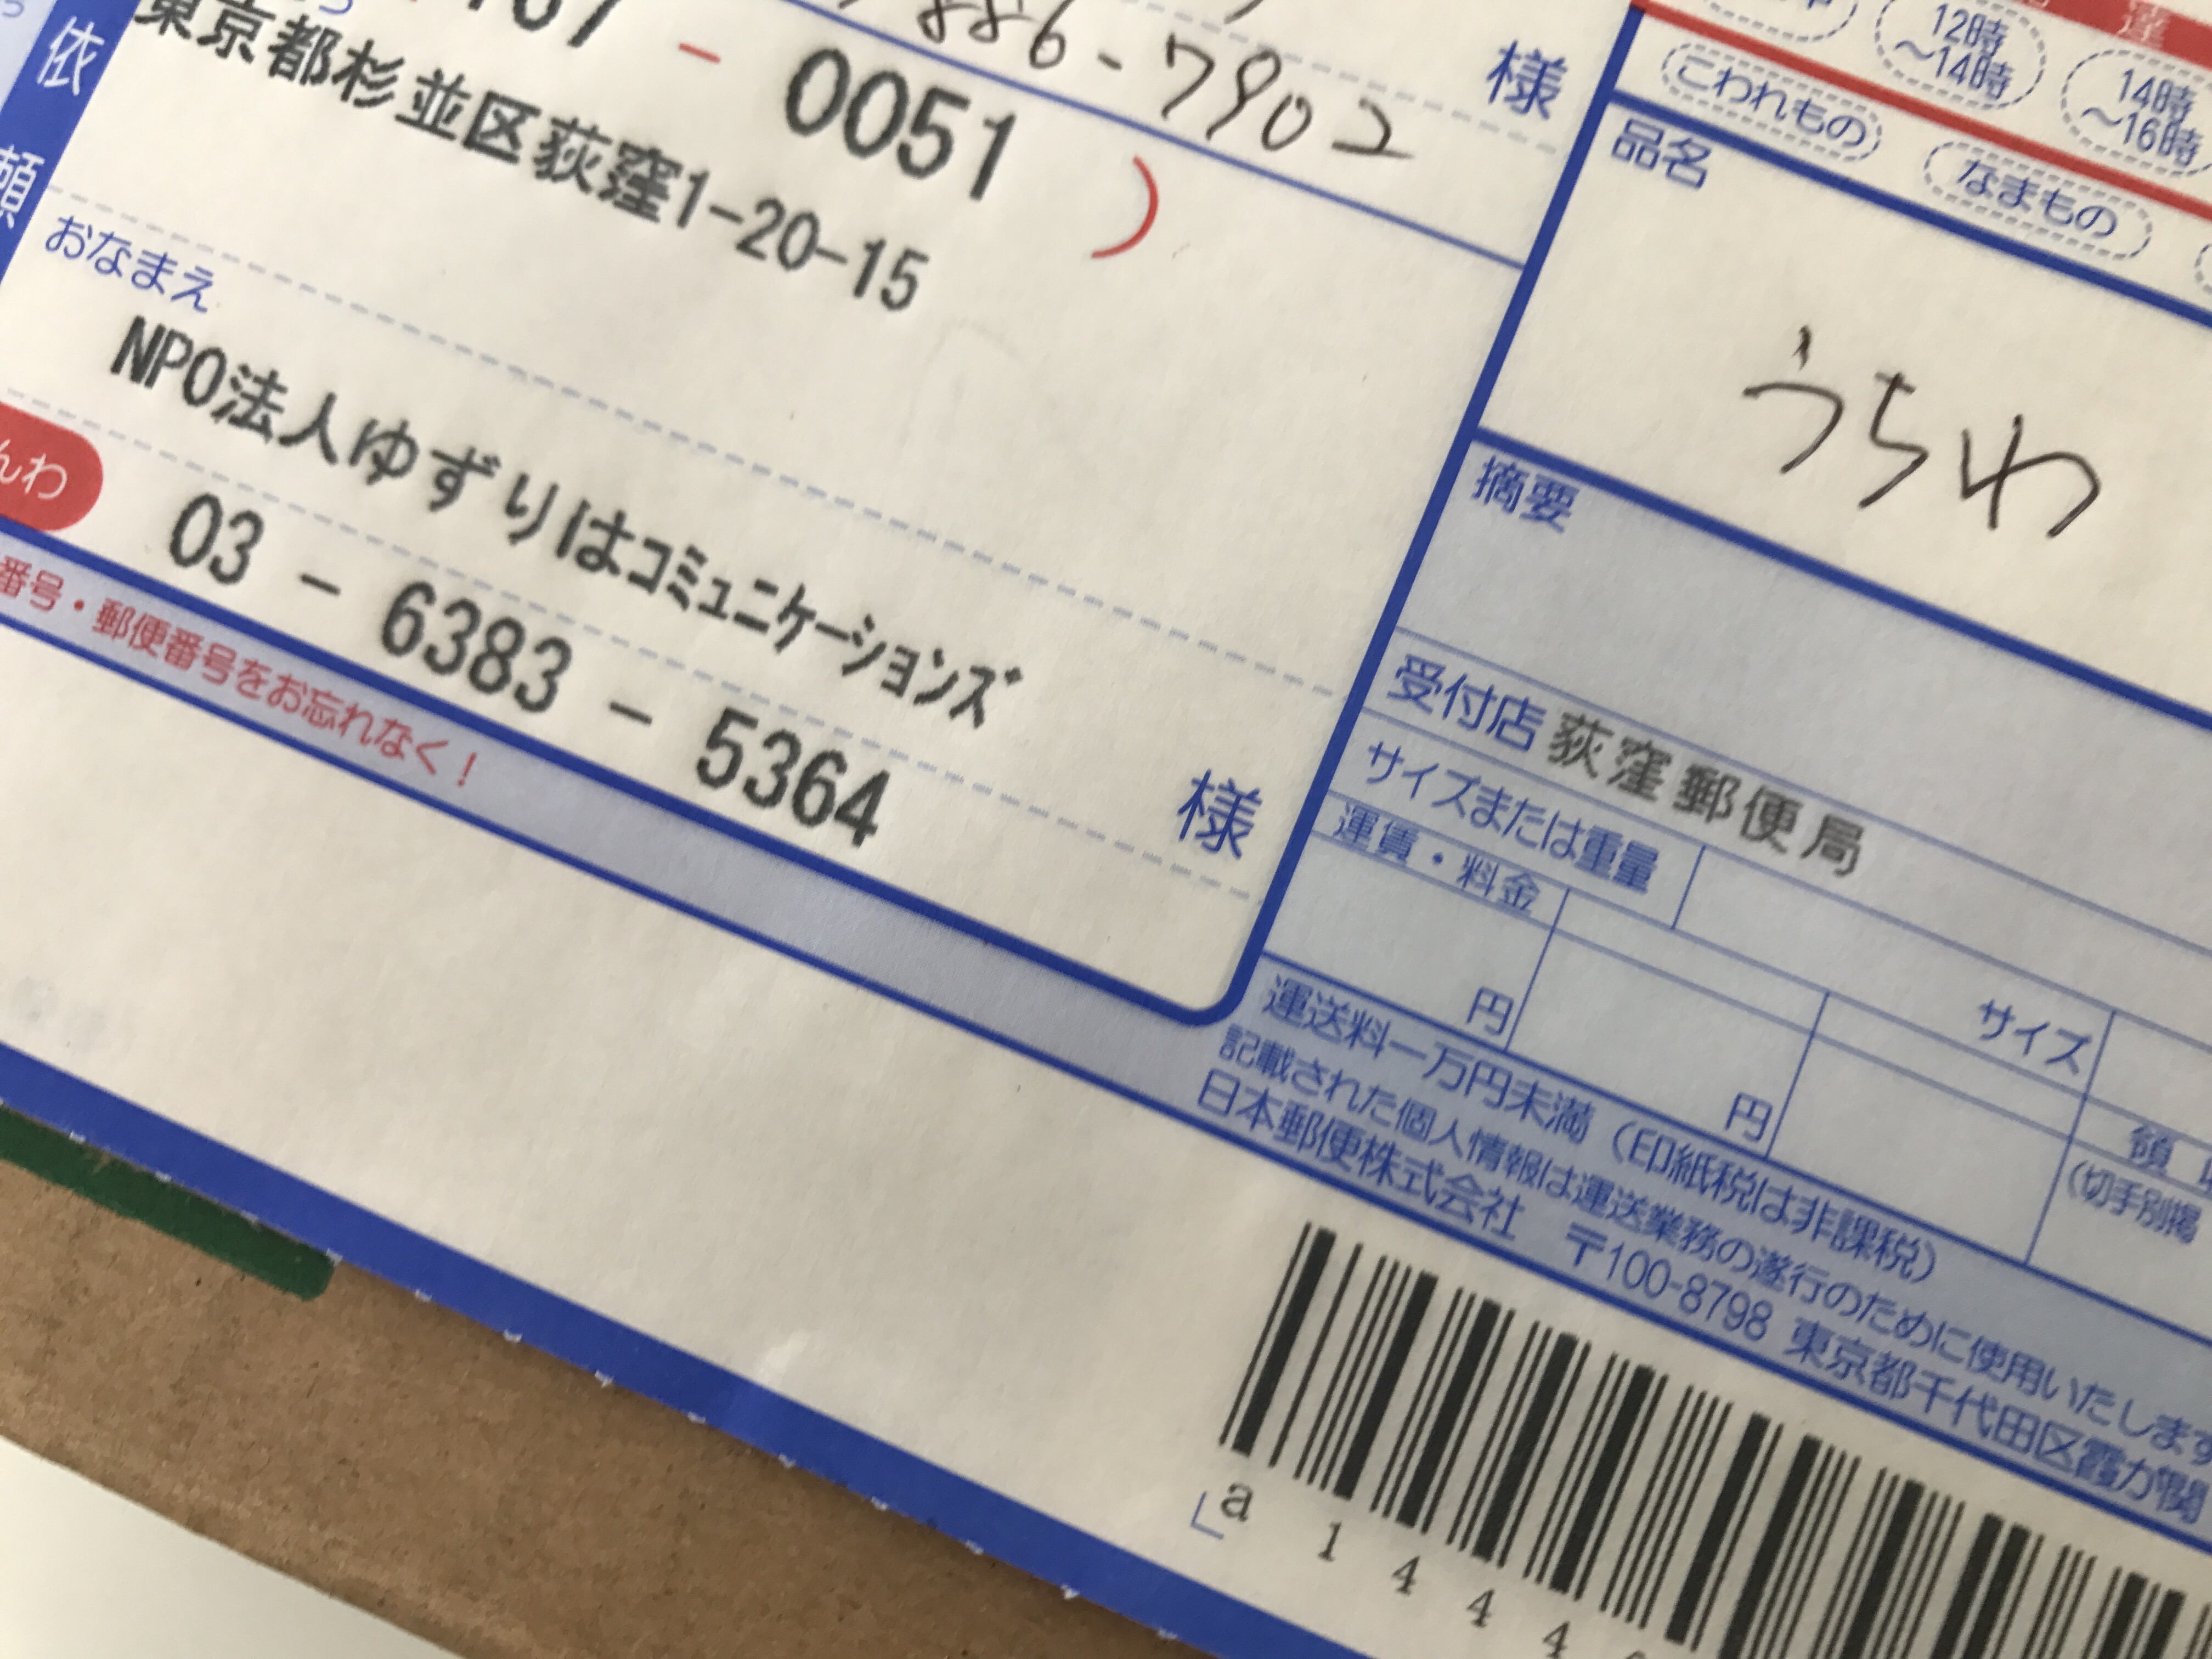 886-7902
様
依頼
0051
東京都杉並区荻窪1-20-15
おなまえ
NPO法人ゆずりはコミュニケーションズ
03 - 6383 - 5364
様
番号・郵便番号をお忘れなく!
12時
～14時
14時
～16時
こわれもの
なまもの
品名
うちわ
摘要
受付店 荻窪郵便局
サイズまたは重量
サイズ
運賃・料金
円
円
(切手別掲
運送料一万円未満(印紙税は非課税)
記載された個人情報は運送業務の遂行のために使用いたします
日本郵便株式会社 〒100-8798 東京都千代田区霞が関
a 1 4 4 4